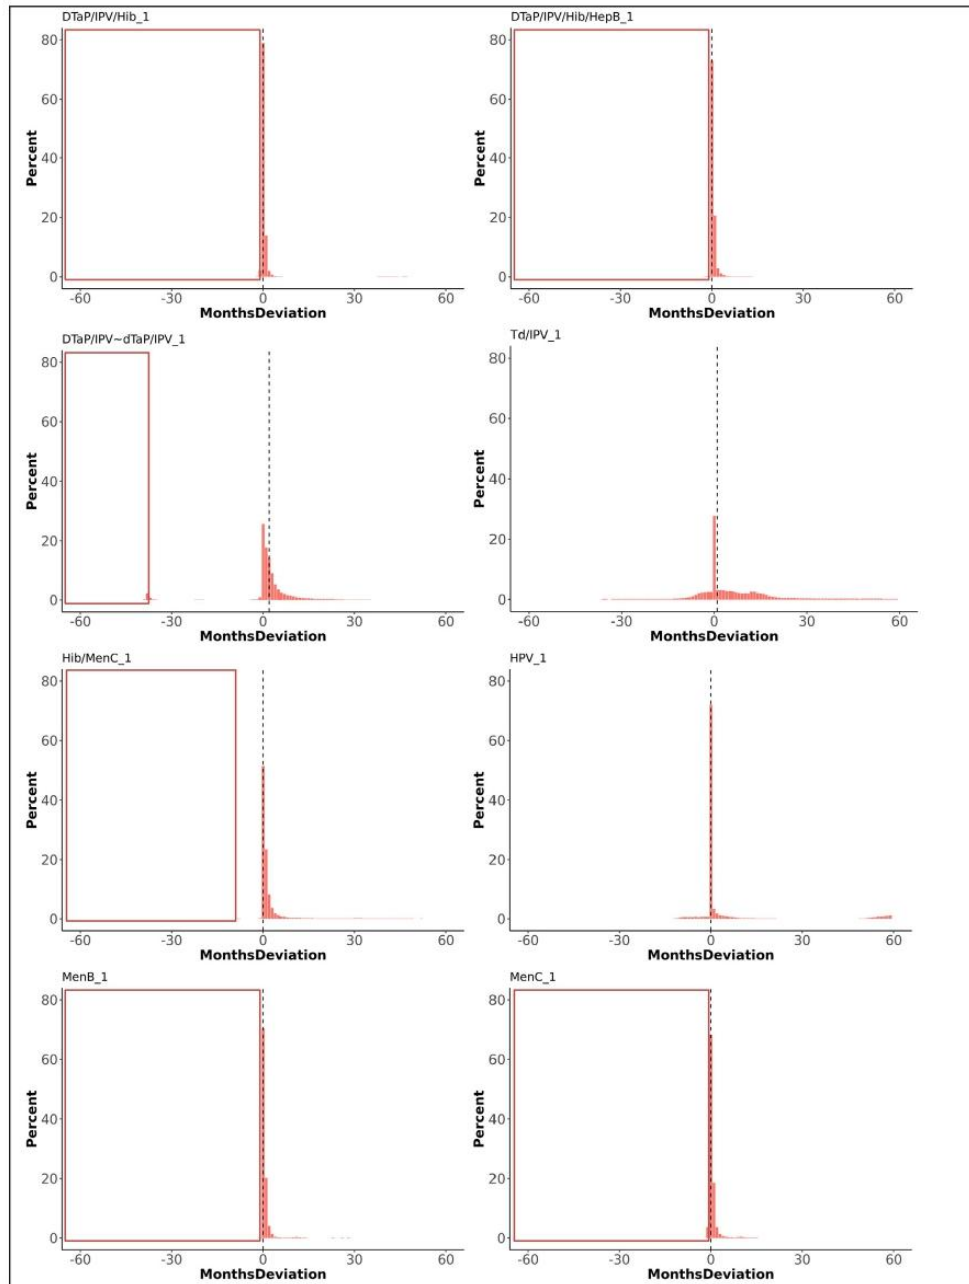 DTaP/IPV/Hib_1
80
60
40
20
0
Percent
-60 -30 0 30 60
MonthsDeviation
DTaP/IPV/Hib/HepB_1
80
60
40
20
0
Percent
-60 -30 0 30 60
MonthsDeviation
DTaP/IPV~dTaP/IPV_1
80
60
40
20
0
Percent
-60 -30 0 30 60
MonthsDeviation
Td/IPV_1
80
60
40
20
0
Percent
-60 -30 0 30 60
MonthsDeviation
Hib/MenC_1
80
60
40
20
0
Percent
-60 -30 0 30 60
MonthsDeviation
HPV_1
80
60
40
20
0
Percent
-60 -30 0 30 60
MonthsDeviation
MenB_1
80
60
40
20
0
Percent
-60 -30 0 30 60
MonthsDeviation
MenC_1
80
60
40
20
0
Percent
-60 -30 0 30 60
MonthsDeviation